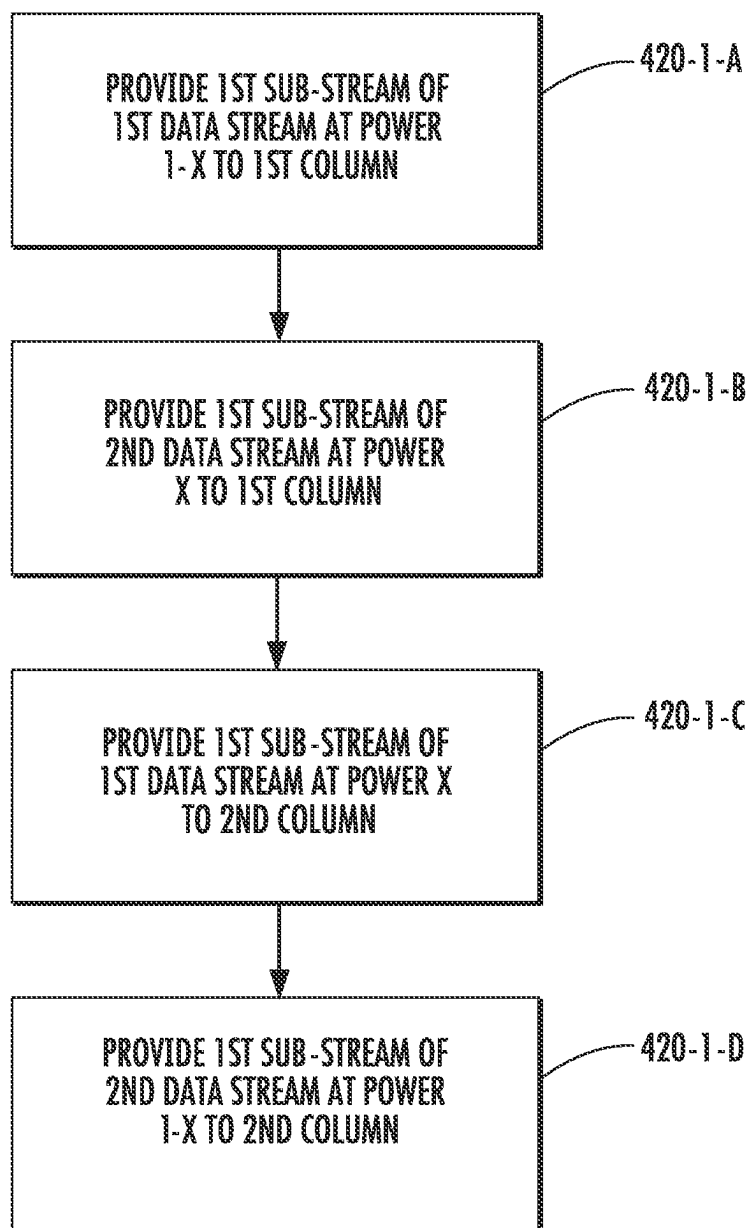 PROVIDE 1ST SUB-STREAM OF
1ST DATA STREAM AT POWER
1-X TO 1ST COLUMN
420-1-A
PROVIDE 1ST SUB-STREAM OF
2ND DATA STREAM AT POWER
X TO 1ST COLUMN
420-1-B
PROVIDE 1ST SUB-STREAM OF
1ST DATA STREAM AT POWER X
TO 2ND COLUMN
420-1-C
PROVIDE 1ST SUB-STREAM OF
2ND DATA STREAM AT POWER
1-X TO 2ND COLUMN
420-1-D